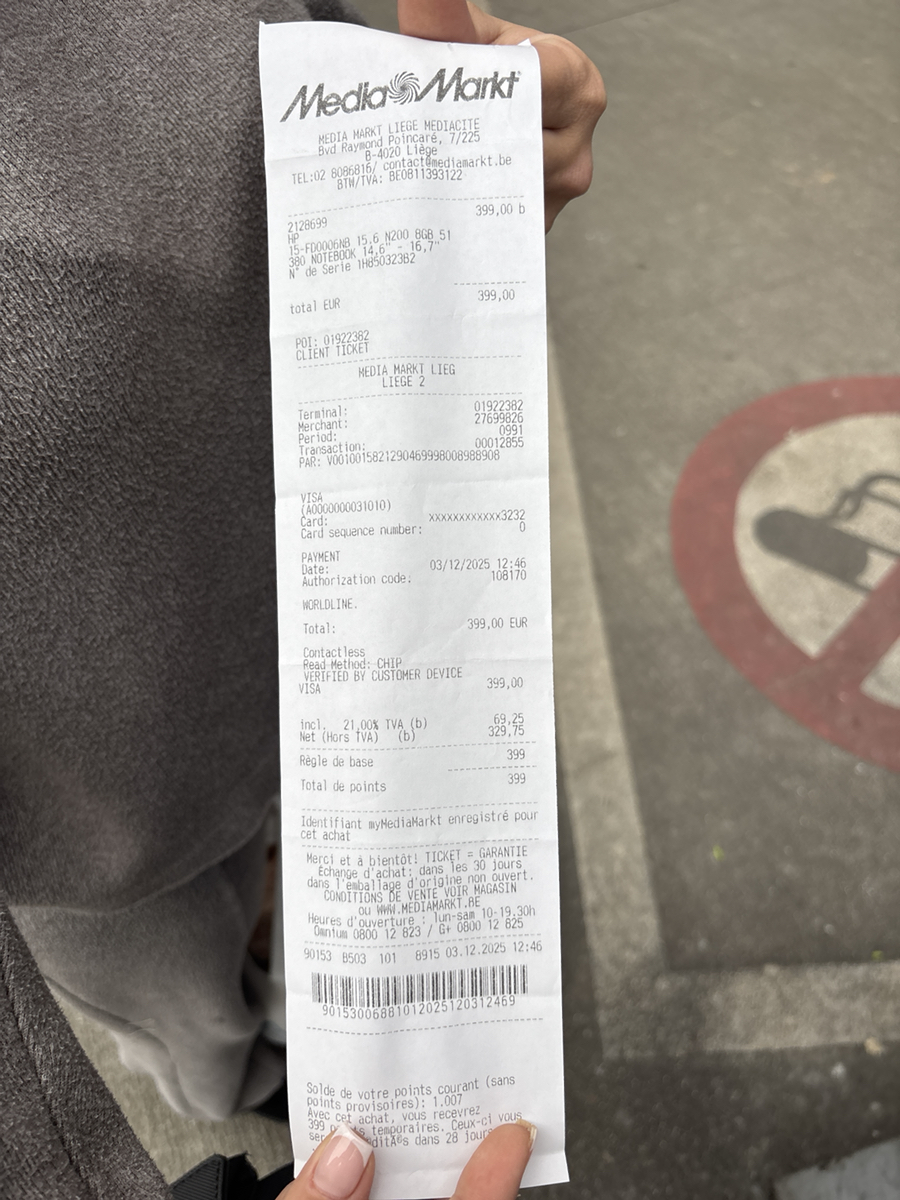 Media Markt
MEDIA MARKT LIEGE MEDIACITE
Bvd Raymond Poincaré, 7/225
B-4020 Liège
TEL:02 8086816/ contact@mediamarkt.be
BTW/TVA: BE0811393122
2128699 399,00 b
HP
15-FD0006NB 15.6 N200 8GB 51
380 NOTEBOOK 14,6" - 16,7"
N° de Serie 1H85032382
total EUR 399,00
POI: 01922382
CLIENT TICKET
MEDIA MARKT LIEG
LIEGE 2
Terminal: 01922382
Merchant: 27699826
Period: 0991
Transaction: 00012855
PAR: V0010015821290469998008988908
VISA
(A0000000031010)
Card: xxxxxxxxxxxx3232
Card sequence number: 0
PAYMENT
Date: 03/12/2025 12:46
Authorization code: 108170
WORLDLINE.
Total: 399,00 EUR
Contactless
Read Method: CHIP
VERIFIED BY CUSTOMER DEVICE
VISA 399,00
incl. 21,00% TVA (b) 69,25
Net (Hors TVA) (b) 329,75
Règle de base 399
Total de points 399
Identifiant myMediaMarkt enregistré pour
cet achat
Merci et à bientôt! TICKET = GARANTIE
Échange d'achat: dans les 30 jours
dans l'emballage d'origine non ouvert.
CONDITIONS DE VENTE VOIR MAGASIN
ou WWW.MEDIAMARKT.BE
Heures d'ouverture : lun-sam 10-19.30h
Omnium 0800 12 823 / G+ 0800 12 825
90153 B503 101 8915 03.12.2025 12:46
9015300688101202512031​2469
Solde de votre points courant (sans
points provisoires): 1.007
Avec cet achat, vous recevrez
399 temporaires. Ceux-ci vous
dans 28 jours